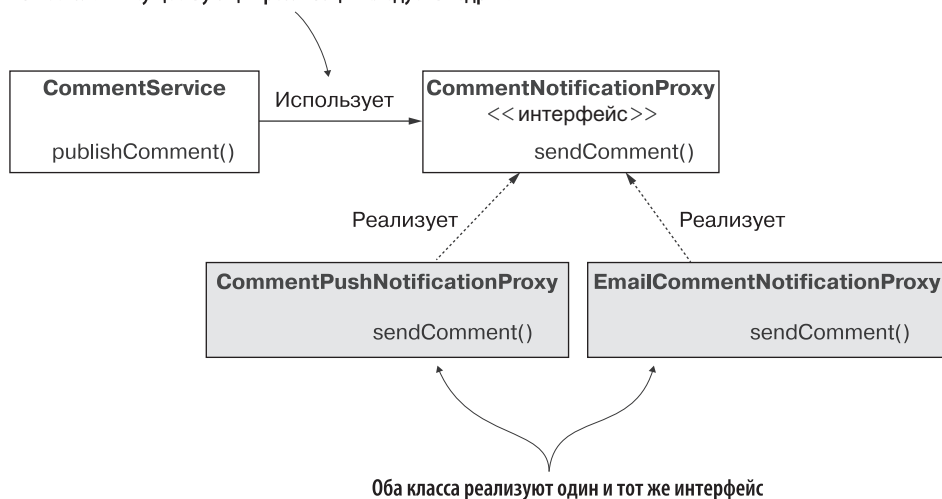 CommentService
publishComment()
Использует
CommentNotificationProxy
<<интерфейс>>
sendComment()
Реализует
Реализует
CommentPushNotificationProxy
sendComment()
EmailCommentNotificationProxy
sendComment()
Оба класса реализуют один и тот же интерфейс